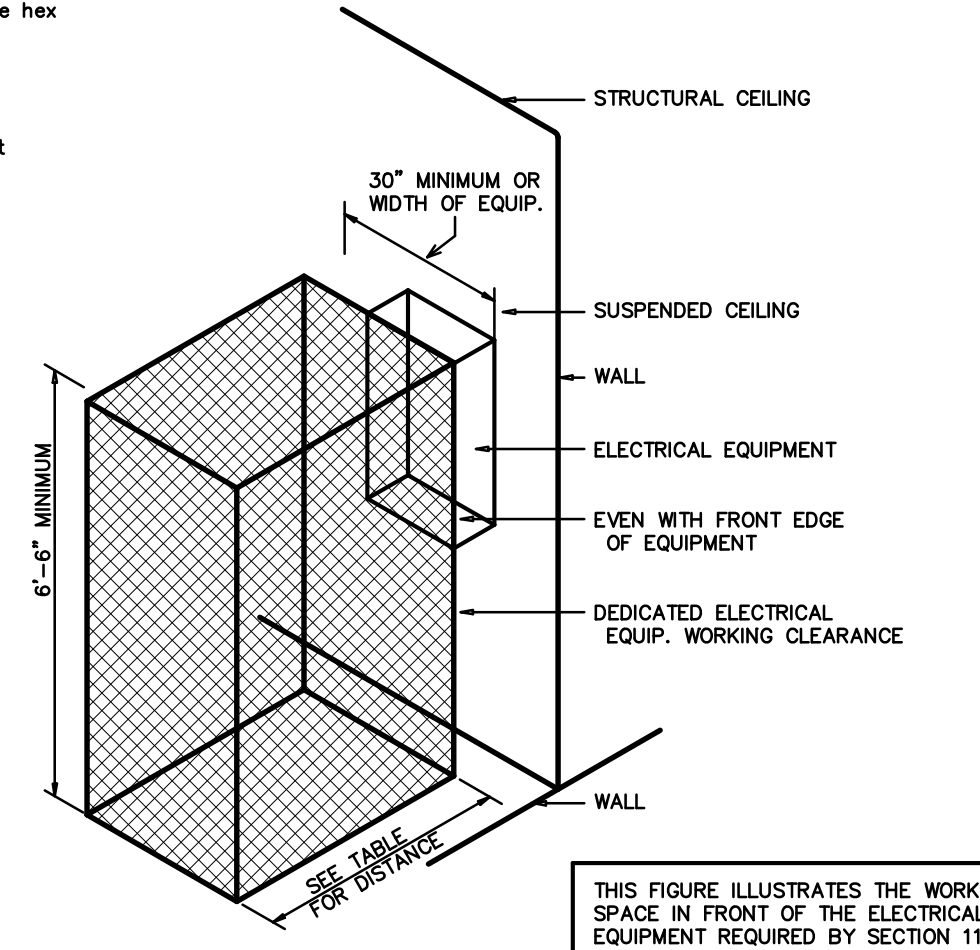 e hex
t
STRUCTURAL CEILING
30" MINIMUM OR
WIDTH OF EQUIP.
SUSPENDED CEILING
WALL
ELECTRICAL EQUIPMENT
EVEN WITH FRONT EDGE
OF EQUIPMENT
6'-6" MINIMUM
DEDICATED ELECTRICAL
EQUIP. WORKING CLEARANCE
WALL
SEE TABLE
FOR DISTANCE
THIS FIGURE ILLUSTRATES THE WORK
SPACE IN FRONT OF THE ELECTRICAL
EQUIPMENT REQUIRED BY SECTION 11